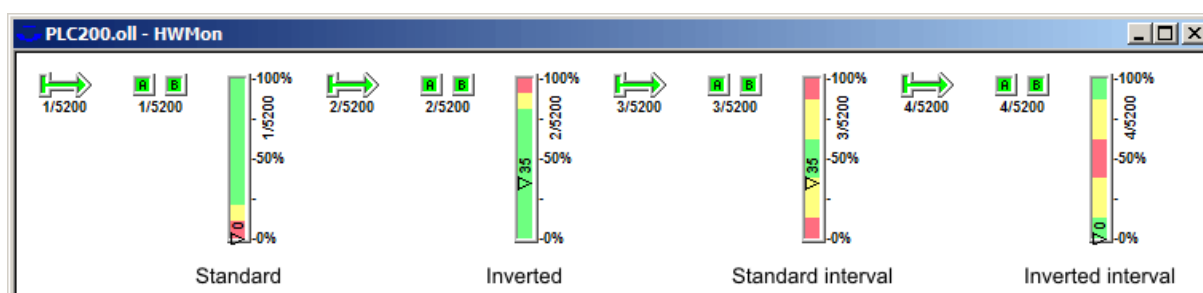 PLC200.oll - HWMon
1/5200 A B 1/5200 0 -100% 1/5200 -50% -0%
2/5200 A B 2/5200 35 -100% 2/5200 -50% -0%
3/5200 A B 3/5200 35 -100% 3/5200 -50% -0%
4/5200 A B 4/5200 0 -100% 4/5200 -50% -0%
Standard Inverted Standard interval Inverted interval